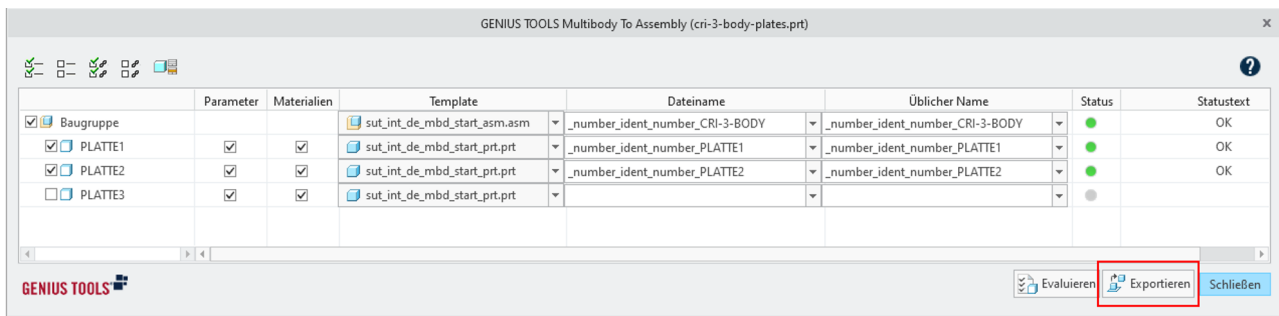 GENIUS TOOLS Multibody To Assembly (cri-3-body-plates.prt)
Parameter Materialien Template Dateiname Üblicher Name Status Statustext
Baugruppe sut_int_de_mbd_start_asm.asm _number_ident_number_CRI-3-BODY _number_ident_number_CRI-3-BODY OK
PLATTE1 sut_int_de_mbd_start_prt.prt _number_ident_number_PLATTE1 _number_ident_number_PLATTE1 OK
PLATTE2 sut_int_de_mbd_start_prt.prt _number_ident_number_PLATTE2 _number_ident_number_PLATTE2 OK
PLATTE3 sut_int_de_mbd_start_prt.prt
GENIUS TOOLS Evaluieren Exportieren Schließen